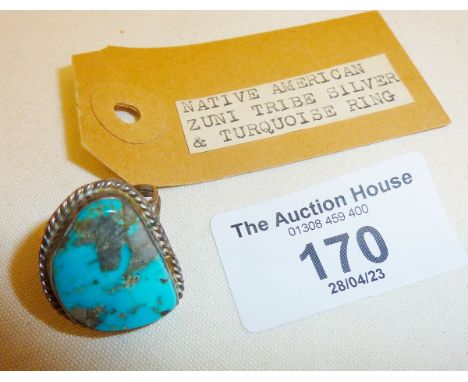 NATIVE AMERICAN
ZUNI TRIBE SILVER
& TURQUOISE RING
The Auction House
01308 459 400
170
28/04/23